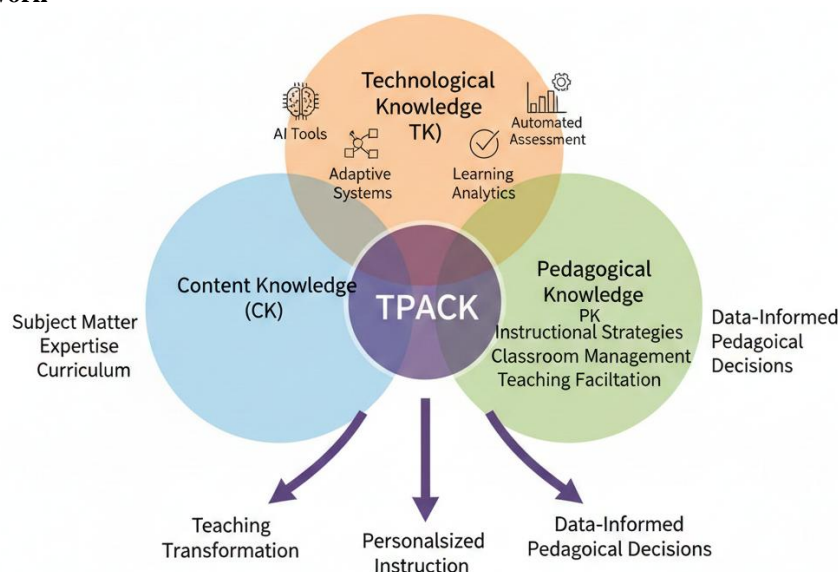 Technological
Knowledge
TK)
AI Tools
Automated
Assessment
Adaptive
Systems
Learning
Analytics
Content Knowledge
(CK)
TPACK
Pedagogical
Knowledge
PK
Instructional Strategies
Classroom Management
Teaching Faciltation
Subject Matter
Expertise
Curriculum
Data-Informed
Pedagoical
Decisions
Teaching
Transformation
Personalsized
Instruction
Data-Informed
Pedagoical Decisions